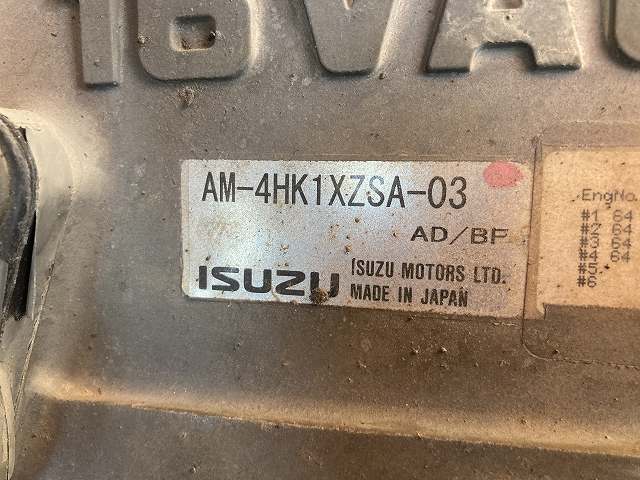 16VA
AM-4HK1XZSA-03
AD/BF
ISUZU
ISUZU MOTORS LTD.
MADE IN JAPAN
EngNo.
#1 64
#2 64
#3 64
#4 64
#5
#6